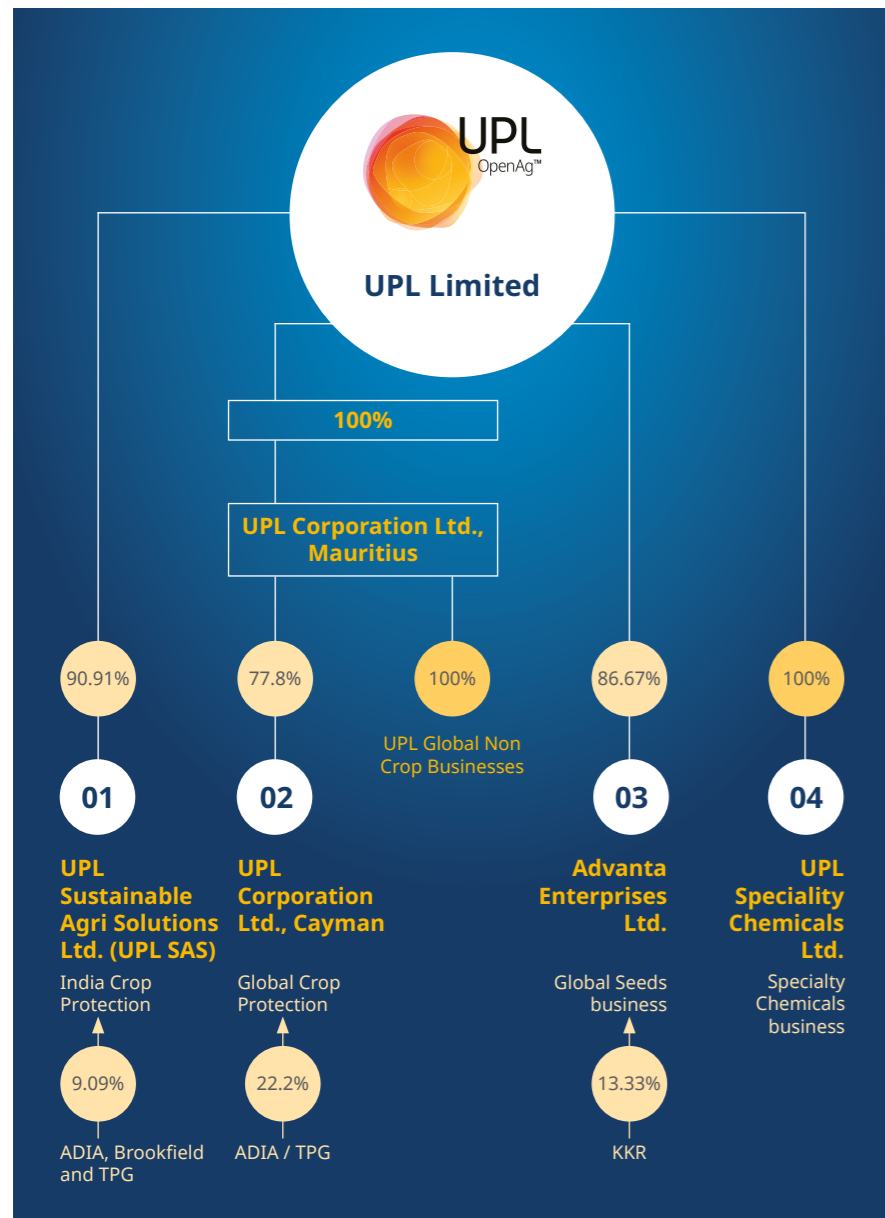 UPL
OpenAg™
UPL Limited
100%
UPL Corporation Ltd.,
Mauritius
90.91%
77.8%
100%
86.67%
100%
UPL Global Non
Crop Businesses
01
02
03
04
UPL
Sustainable
Agri Solutions
Ltd. (UPL SAS)
India Crop
Protection
9.09%
ADIA, Brookfield
and TPG
UPL
Corporation
Ltd., Cayman
Global Crop
Protection
22.2%
ADIA / TPG
Advanta
Enterprises
Ltd.
Global Seeds
business
13.33%
KKR
UPL
Speciality
Chemicals
Ltd.
Specialty
Chemicals
business